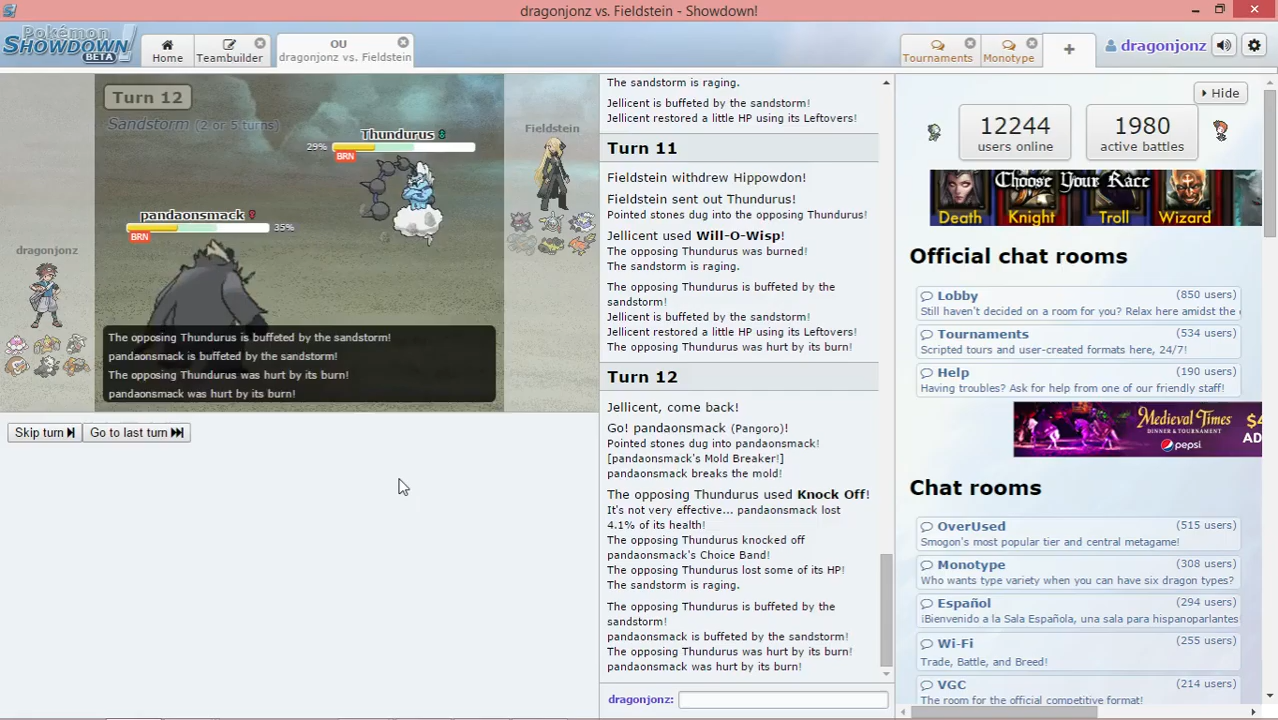 dragonjonz vs. Fieldstein - Showdown!
Pokémon
SHOWDOWN!
BETA
Home
Teambuilder
OU
dragonjonz vs. Fieldstein
Tournaments
Monotype
+
dragonjonz
Turn 12
Sandstorm (2 or 5 turns)
Thundurus
29%
BRN
pandaonsmack
35%
BRN
dragonjonz
Fieldstein
The opposing Thundurus is buffeted by the sandstorm!
pandaonsmack is buffeted by the sandstorm!
The opposing Thundurus was hurt by its burn!
pandaonsmack was hurt by its burn!
Skip turn
Go to last turn
The sandstorm is raging.
Jellicent is buffeted by the sandstorm!
Jellicent restored a little HP using its Leftovers!
Turn 11
Fieldstein withdrew Hippowdon!
Fieldstein sent out Thundurus!
Pointed stones dug into the opposing Thundurus!
Jellicent used Will-O-Wisp!
The opposing Thundurus was burned!
The sandstorm is raging.
The opposing Thundurus is buffeted by the
sandstorm!
Jellicent is buffeted by the sandstorm!
Jellicent restored a little HP using its Leftovers!
The opposing Thundurus was hurt by its burn!
Turn 12
Jellicent, come back!
Go! pandaonsmack (Pangoro)!
Pointed stones dug into pandaonsmack!
[pandaonsmack's Mold Breaker!]
pandaonsmack breaks the mold!
The opposing Thundurus used Knock Off!
It's not very effective... pandaonsmack lost
4.1% of its health!
The opposing Thundurus knocked off
pandaonsmack's Choice Band!
The opposing Thundurus lost some of its HP!
The sandstorm is raging.
The opposing Thundurus is buffeted by the
sandstorm!
pandaonsmack is buffeted by the sandstorm!
The opposing Thundurus was hurt by its burn!
pandaonsmack was hurt by its burn!
dragonjonz:
Hide
12244
users online
1980
active battles
Choose Your Race
Death Knight Troll Wizard
Official chat rooms
Lobby (850 users)
Still haven't decided on a room for you? Relax here amidst the c
Tournaments (534 users)
Scripted tours and user-created formats here, 24/7!
Help (190 users)
Having troubles? Ask for help from one of our friendly staff!
Medieval Times
DINNER & TOURNAMENT
pepsi
$4
AD
Chat rooms
OverUsed (515 users)
Smogon's most popular tier and central metagame!
Monotype (308 users)
Who wants type variety when you can have six dragon types?
Español (294 users)
¡Bienvenido a la Sala Española, una sala para hispanoparlantes
Wi-Fi (255 users)
Trade, Battle, and Breed!
VGC (214 users)
The room for the official competitive format!